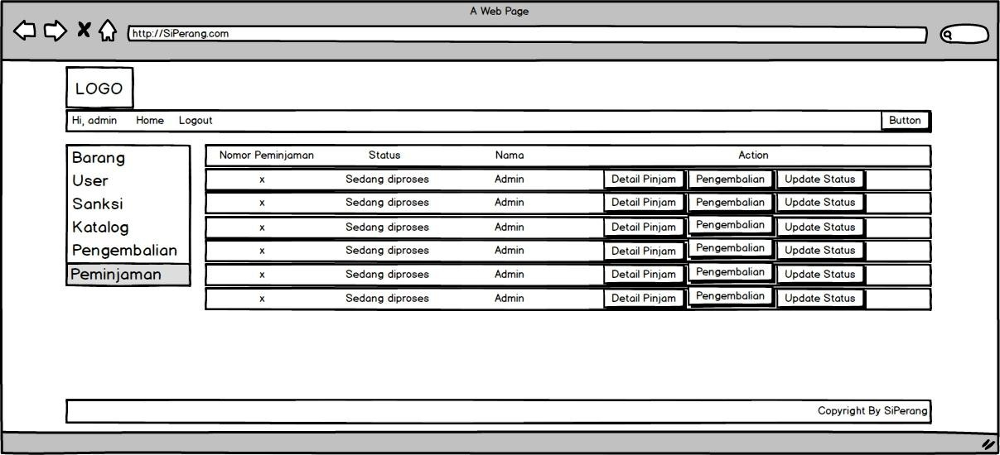 A Web Page
http://SiPerang.com
LOGO
Hi, admin Home Logout Button
Barang
User
Sanksi
Katalog
Pengembalian
Peminjaman
Nomor Peminjaman Status Nama Action
x Sedang diproses Admin Detail Pinjam Pengembalian Update Status
x Sedang diproses Admin Detail Pinjam Pengembalian Update Status
x Sedang diproses Admin Detail Pinjam Pengembalian Update Status
x Sedang diproses Admin Detail Pinjam Pengembalian Update Status
x Sedang diproses Admin Detail Pinjam Pengembalian Update Status
x Sedang diproses Admin Detail Pinjam Pengembalian Update Status
Copyright By SiPerang